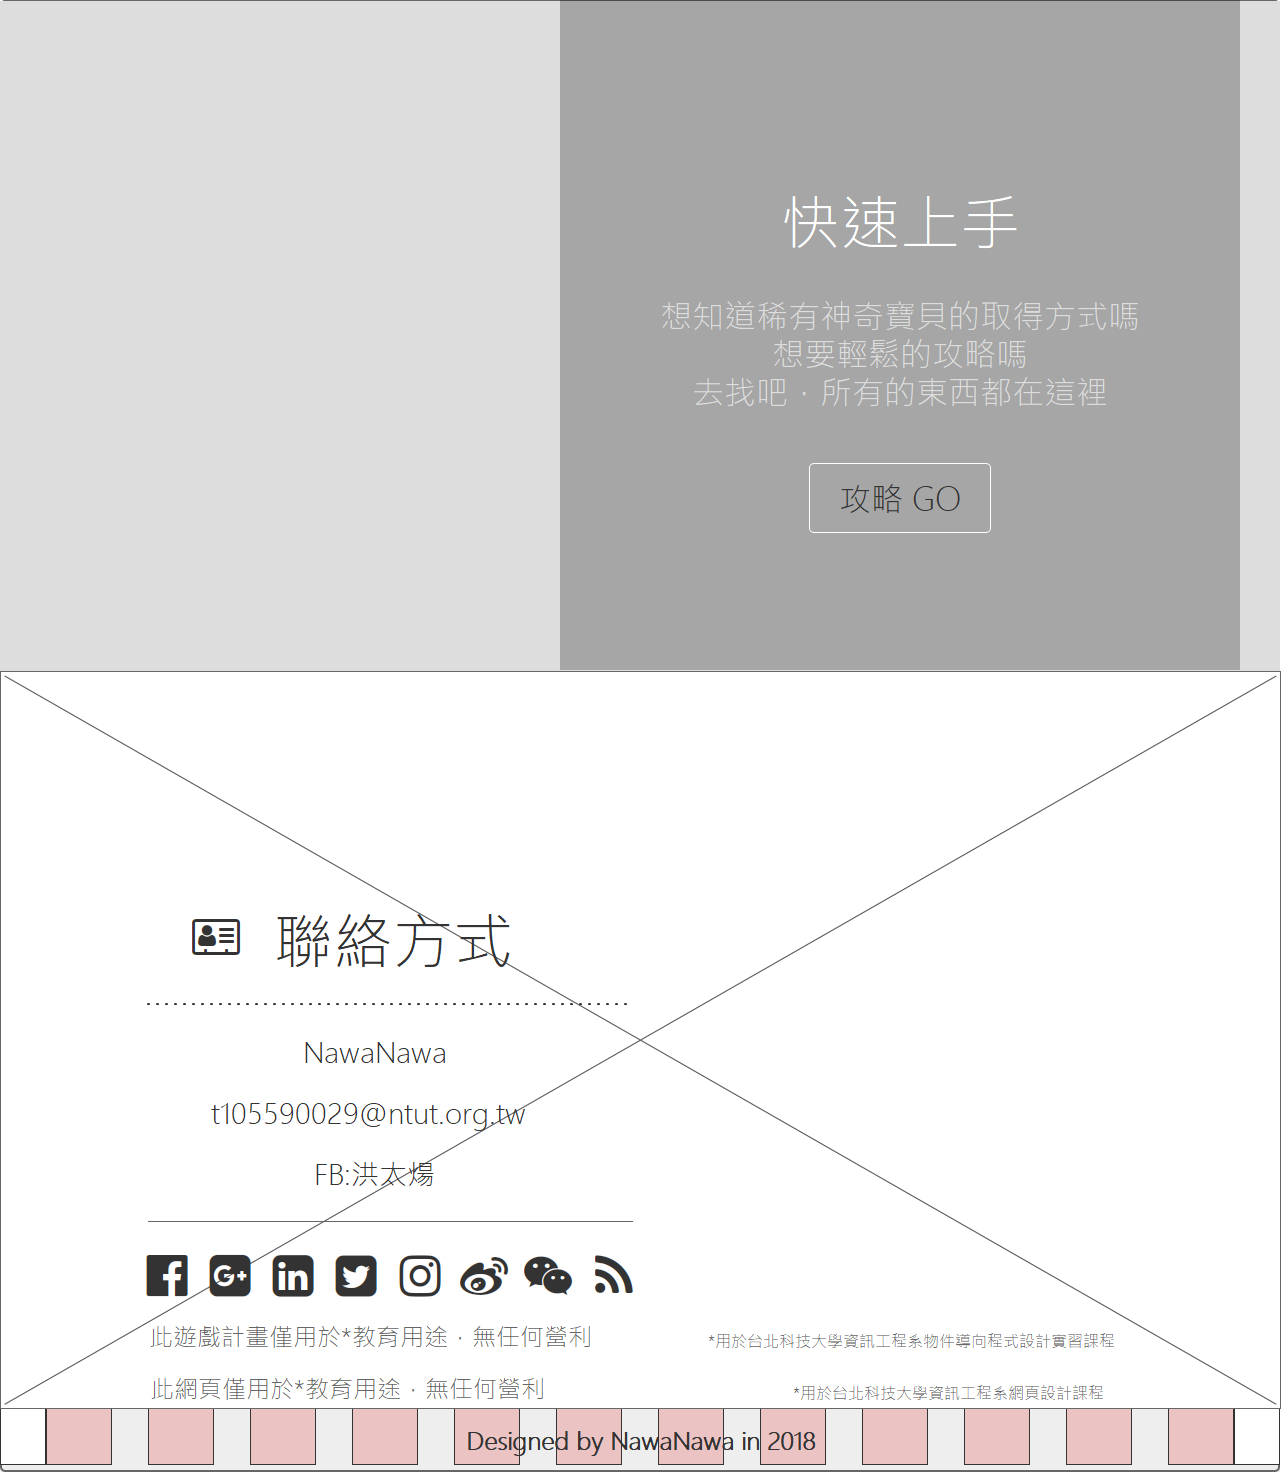 快速上手
想知道稀有神奇寶貝的取得方式嗎
想要輕鬆的攻略嗎
去找吧，所有的東西都在這裡
攻略 GO
聯絡方式
NawaNawa
t105590029@ntut.org.tw
FB:洪太煬
此遊戲計畫僅用於*教育用途，無任何營利
*用於台北科技大學資訊工程系物件導向程式設計實習課程
此網頁僅用於*教育用途，無任何營利
*用於台北科技大學資訊工程系網頁設計課程
Designed by NawaNawa in 2018